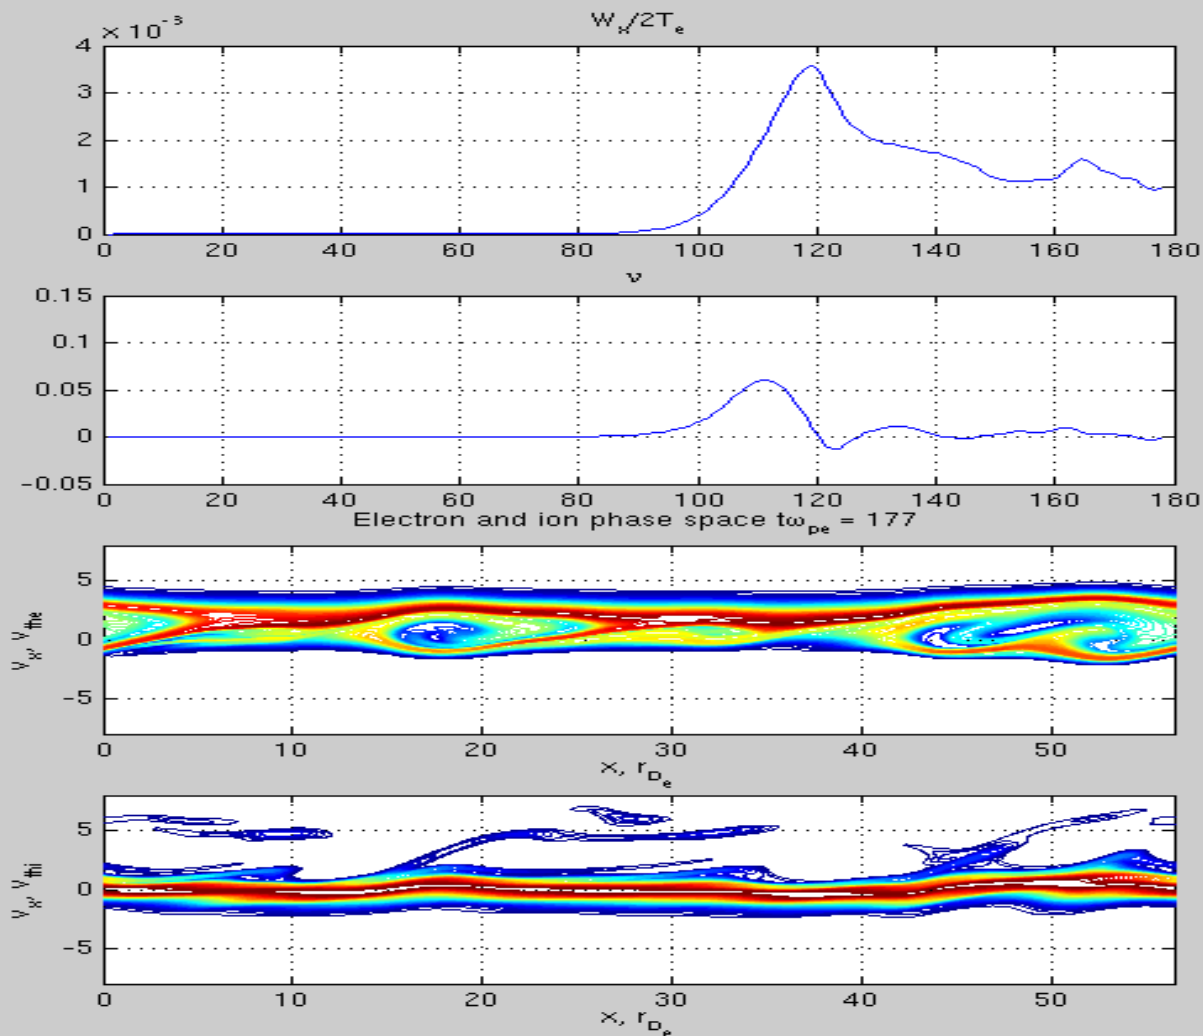 × 10⁻³
W_x/2T_e
4
3
2
1
0
0 20 40 60 80 100 120 140 160 180
ν
0.15
0.1
0.05
0
−0.05
0 20 40 60 80 100 120 140 160 180
Electron and ion phase space tω_pe = 177
V_x, V_the
5
0
−5
0 10 20 30 40 50
x, r_D_e
V_x, V_thi
5
0
−5
0 10 20 30 40 50
x, r_D_e